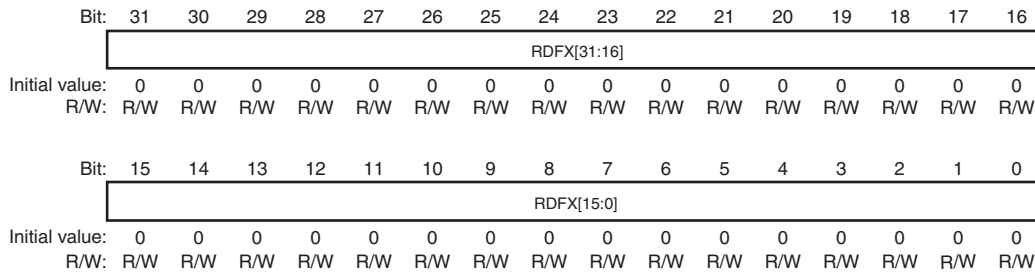 Bit: 31 30 29 28 27 26 25 24 23 22 21 20 19 18 17 16
RDFX[31:16]
Initial value: 0 0 0 0 0 0 0 0 0 0 0 0 0 0 0 0
R/W: R/W R/W R/W R/W R/W R/W R/W R/W R/W R/W R/W R/W R/W R/W R/W R/W
Bit: 15 14 13 12 11 10 9 8 7 6 5 4 3 2 1 0
RDFX[15:0]
Initial value: 0 0 0 0 0 0 0 0 0 0 0 0 0 0 0 0
R/W: R/W R/W R/W R/W R/W R/W R/W R/W R/W R/W R/W R/W R/W R/W R/W R/W